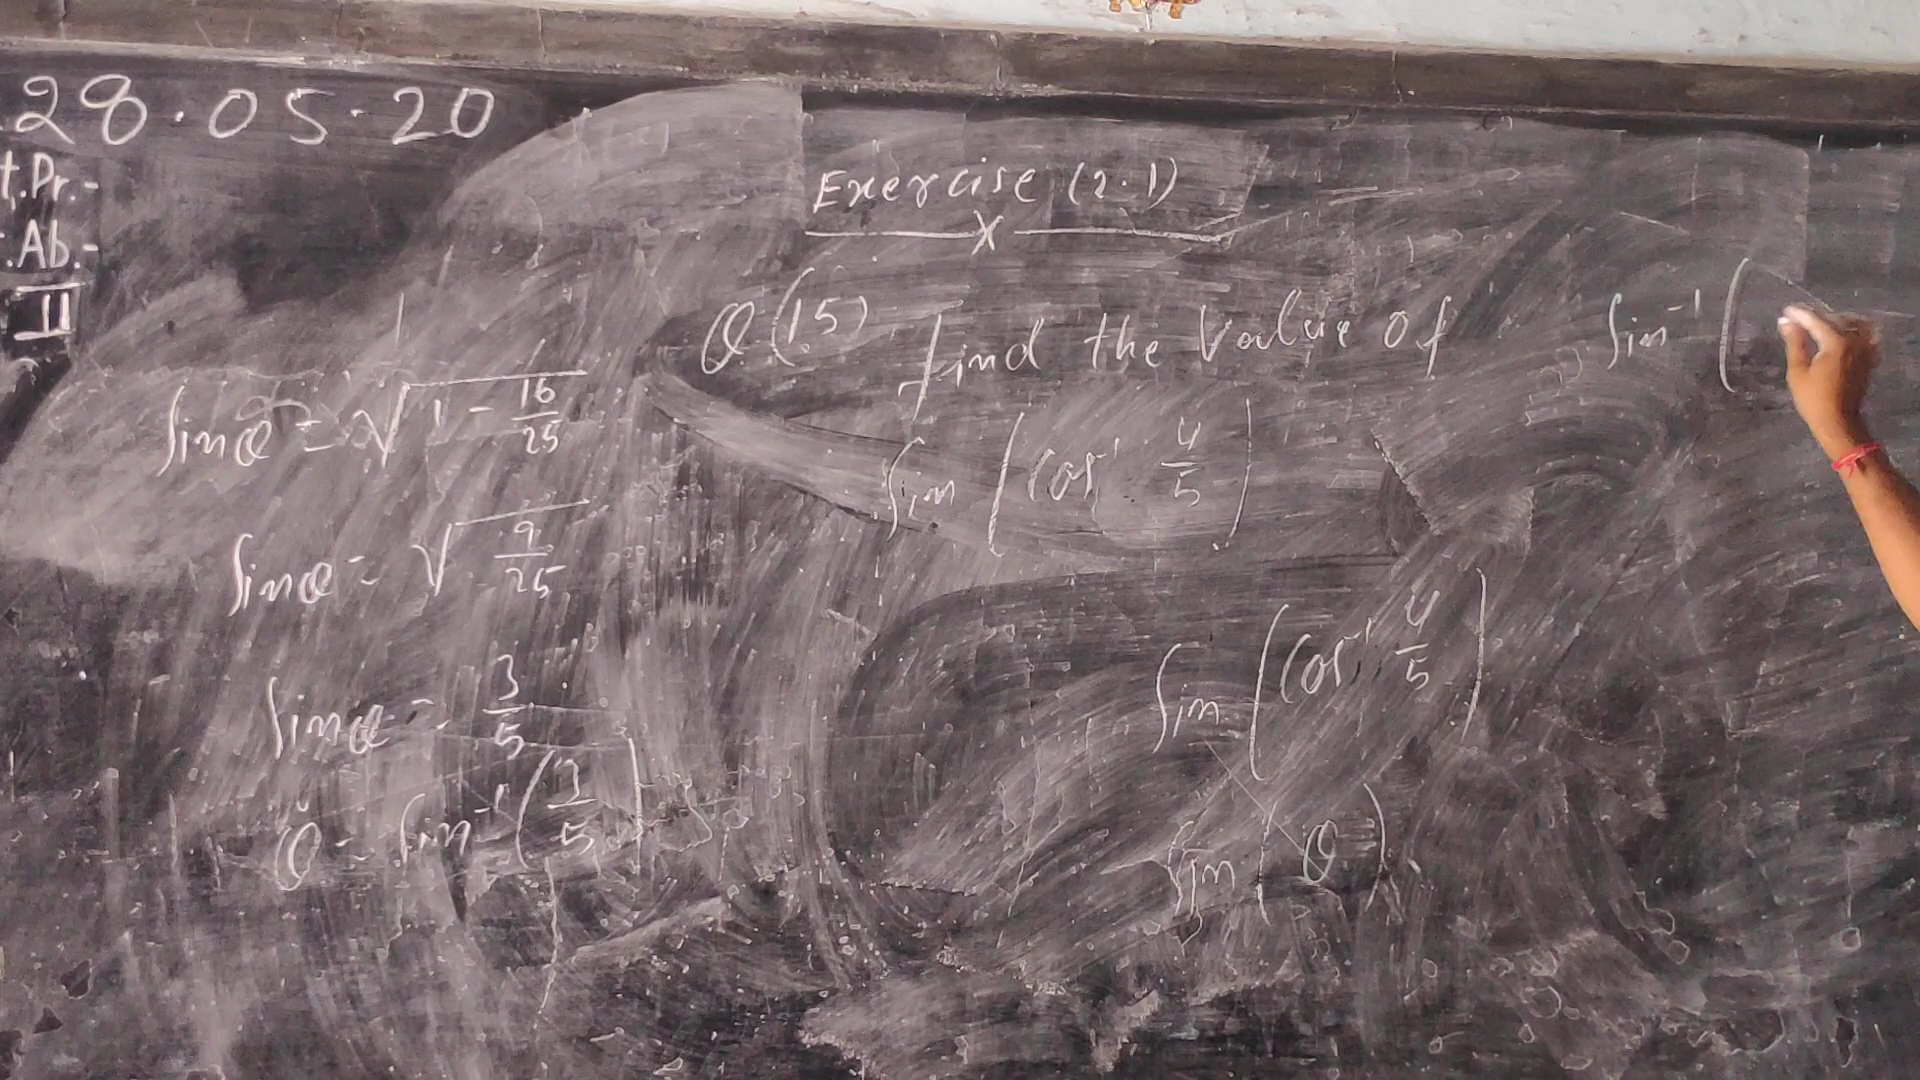 28.05.20
t.Pr.-
.Ab.-
II
Exercise (2.1)
X
Q.(15) find the Value of
Sin (Cos⁻¹ 4/5)
Sinθ = √1 - 16/25
Sinθ = √9/25
Sinθ = 3/5
θ = Sin⁻¹ (3/5)
Sin⁻¹ (
Sin (Cos⁻¹ 4/5)
Sin (θ)